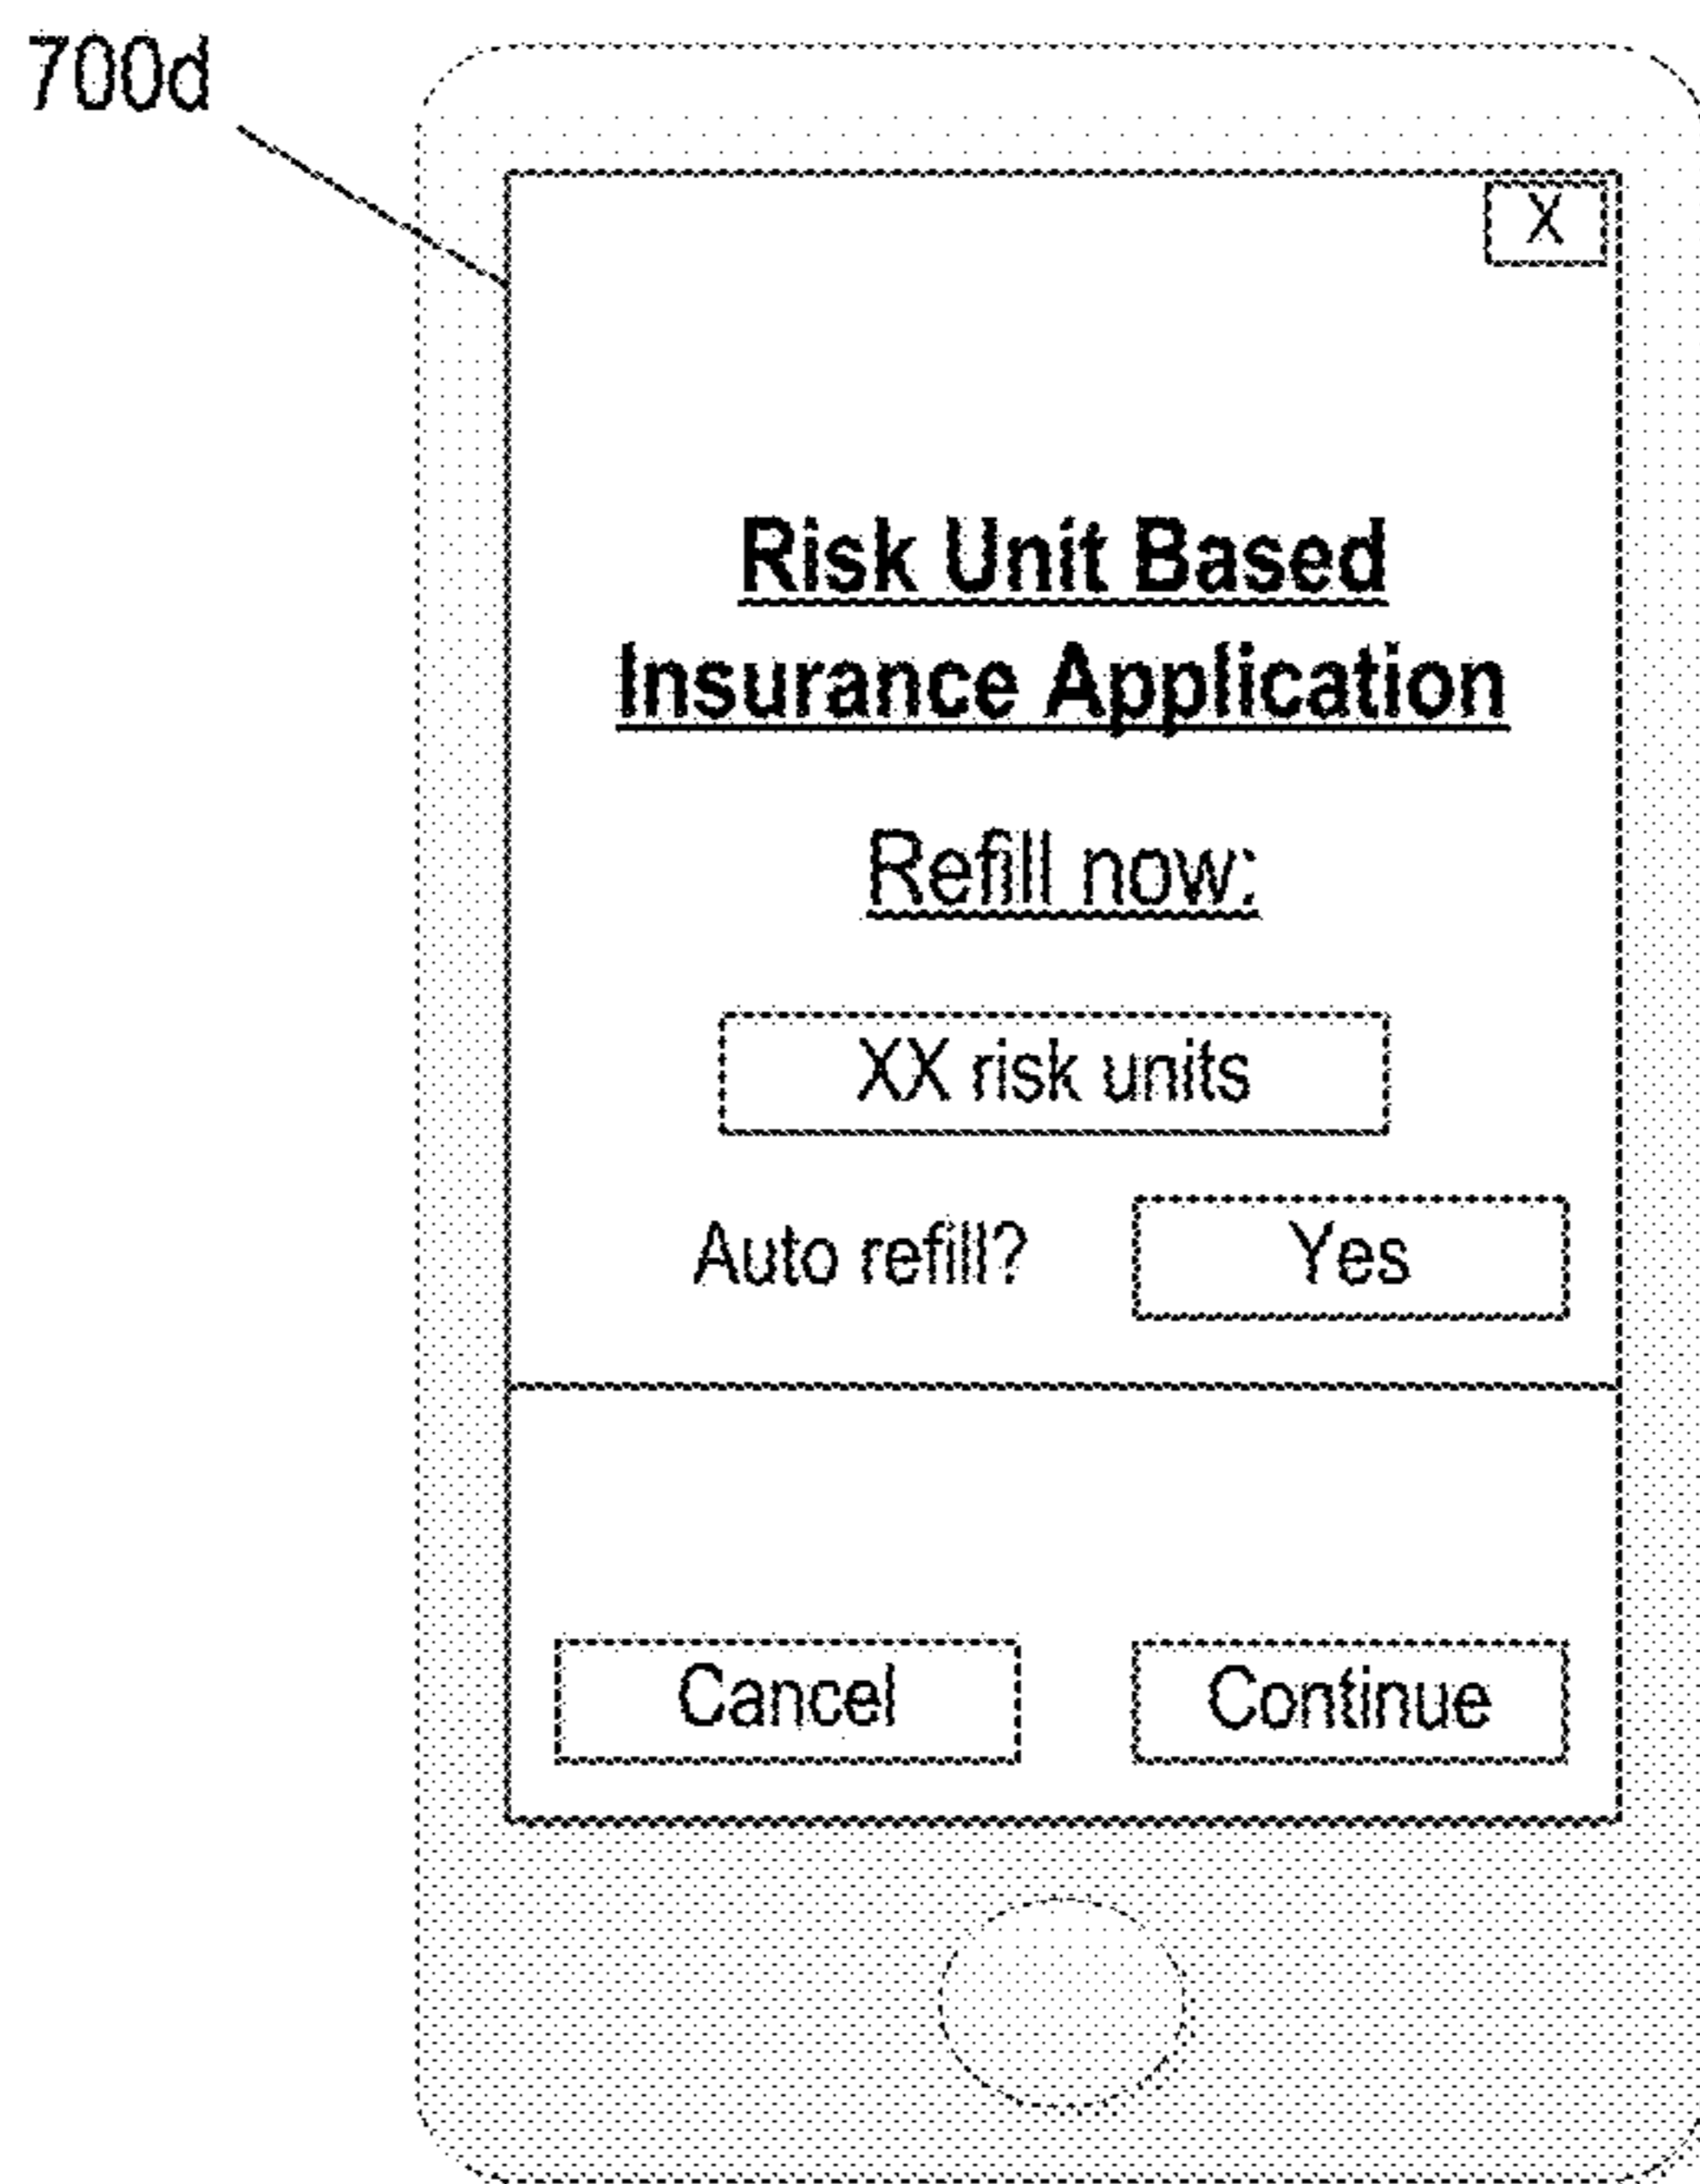 700d
X
Risk Unit Based
Insurance Application
Refill now:
XX risk units
Auto refill? Yes
Cancel Continue